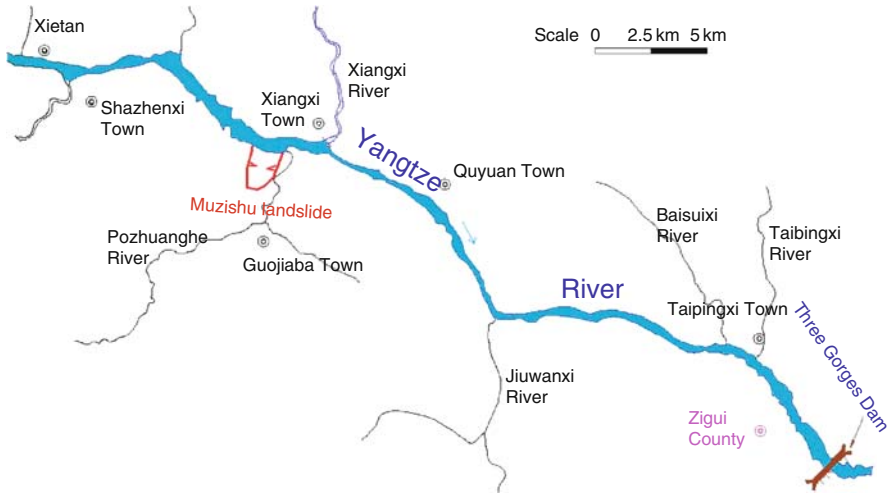 Xietan
Scale 0 2.5 km 5 km
Shazhenxi
Town
Xiangxi
Town
Xiangxi
River
Yangtze
Quyuan Town
Muzishu landslide
Pozhuanghe
River
Guojiaba Town
Baisuixi
River
Taibingxi
River
River
Taipingxi Town
Three Gorges Dam
Jiuwanxi
River
Zigui
County